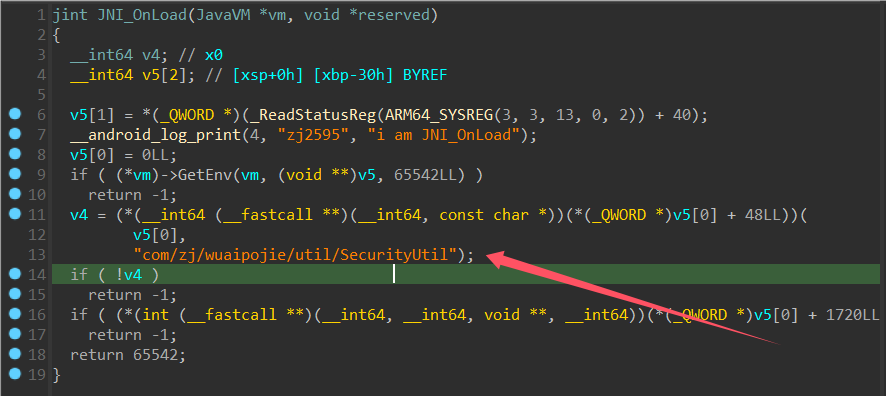 1 jint JNI_OnLoad(JavaVM *vm, void *reserved)
2 {
3   __int64 v4; // x0
4   __int64 v5[2]; // [xsp+0h] [xbp-30h] BYREF
5
6   v5[1] = *(_QWORD *)(_ReadStatusReg(ARM64_SYSREG(3, 3, 13, 0, 2)) + 40);
7   __android_log_print(4, "zj2595", "i am JNI_OnLoad");
8   v5[0] = 0LL;
9   if ( (*vm)->GetEnv(vm, (void **)v5, 65542LL) )
10     return -1;
11   v4 = (*(__int64 (__fastcall **)(__int64, const char *))(*(_QWORD *)v5[0] + 48LL))(
12          v5[0],
13          "com/zj/wuaipojie/util/SecurityUtil");
14   if ( !v4 )
15     return -1;
16   if ( (*(int (__fastcall **)(__int64, __int64, void **, __int64))(*(_QWORD *)v5[0] + 1720LL
17     return -1;
18   return 65542;
19 }